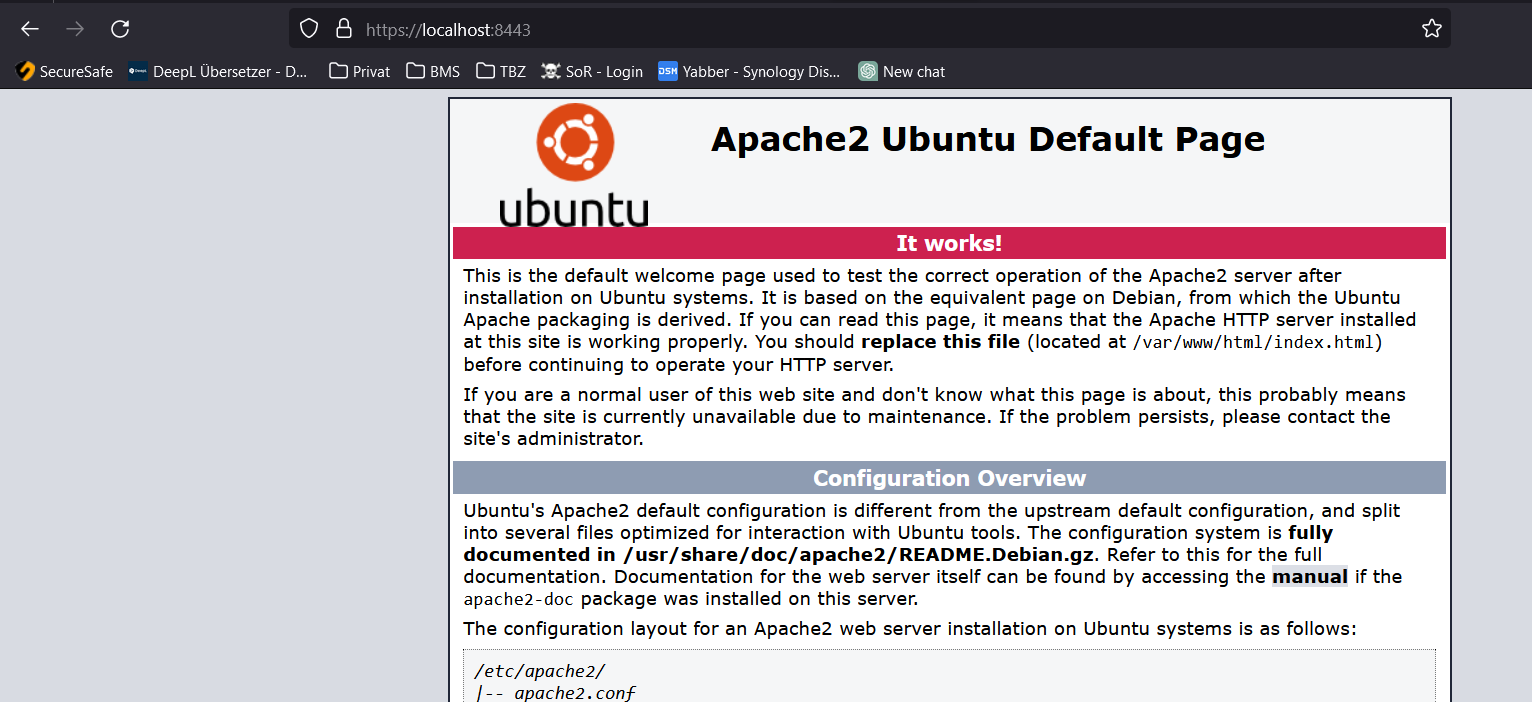 https://localhost:8443
SecureSafe DeepL Übersetzer - D... Privat BMS TBZ SoR - Login DSM Yabber - Synology Dis... New chat
ubuntu
Apache2 Ubuntu Default Page
It works!
This is the default welcome page used to test the correct operation of the Apache2 server after
installation on Ubuntu systems. It is based on the equivalent page on Debian, from which the Ubuntu
Apache packaging is derived. If you can read this page, it means that the Apache HTTP server installed
at this site is working properly. You should replace this file (located at /var/www/html/index.html)
before continuing to operate your HTTP server.
If you are a normal user of this web site and don't know what this page is about, this probably means
that the site is currently unavailable due to maintenance. If the problem persists, please contact the
site's administrator.
Configuration Overview
Ubuntu's Apache2 default configuration is different from the upstream default configuration, and split
into several files optimized for interaction with Ubuntu tools. The configuration system is fully
documented in /usr/share/doc/apache2/README.Debian.gz. Refer to this for the full
documentation. Documentation for the web server itself can be found by accessing the manual if the
apache2-doc package was installed on this server.
The configuration layout for an Apache2 web server installation on Ubuntu systems is as follows:
/etc/apache2/
|-- apache2.conf